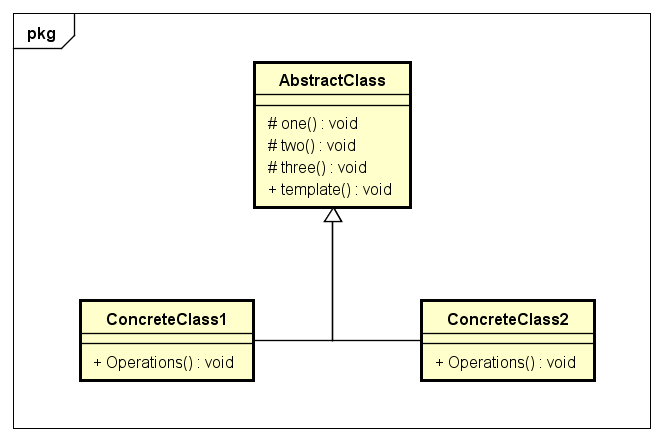 pkg
AbstractClass
# one() : void
# two() : void
# three() : void
+ template() : void
ConcreteClass1
+ Operations() : void
ConcreteClass2
+ Operations() : void